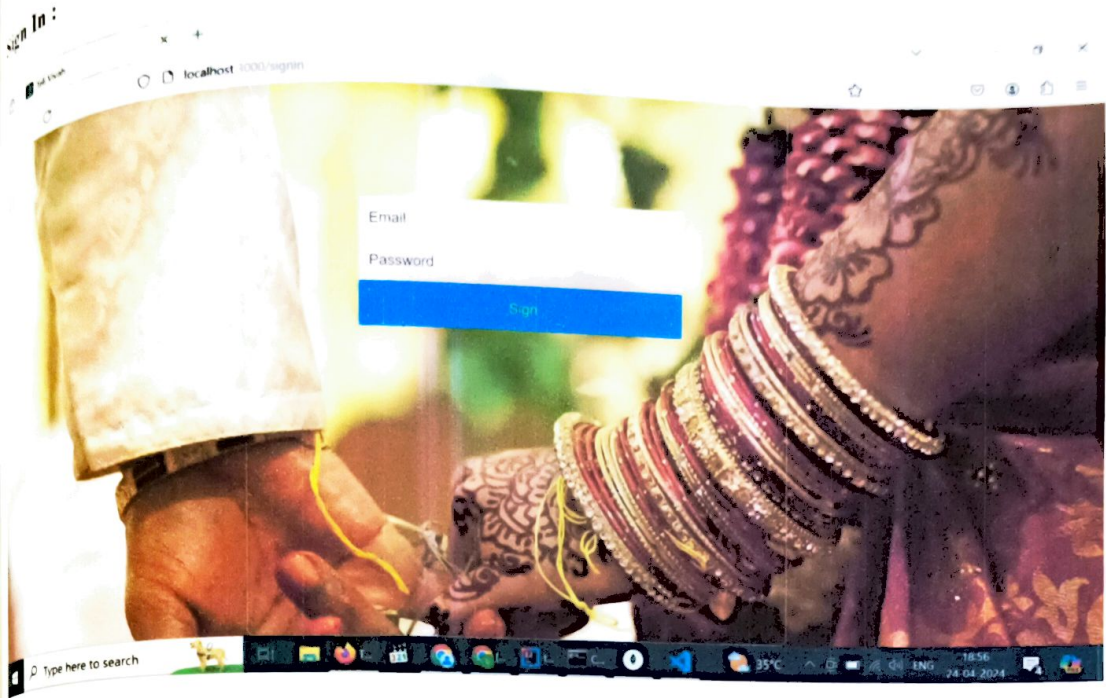 Sign In :
localhost:3000/signin
Email
Password
Sign
Type here to search
35°C
ENG
18:56
24-04-2024
4